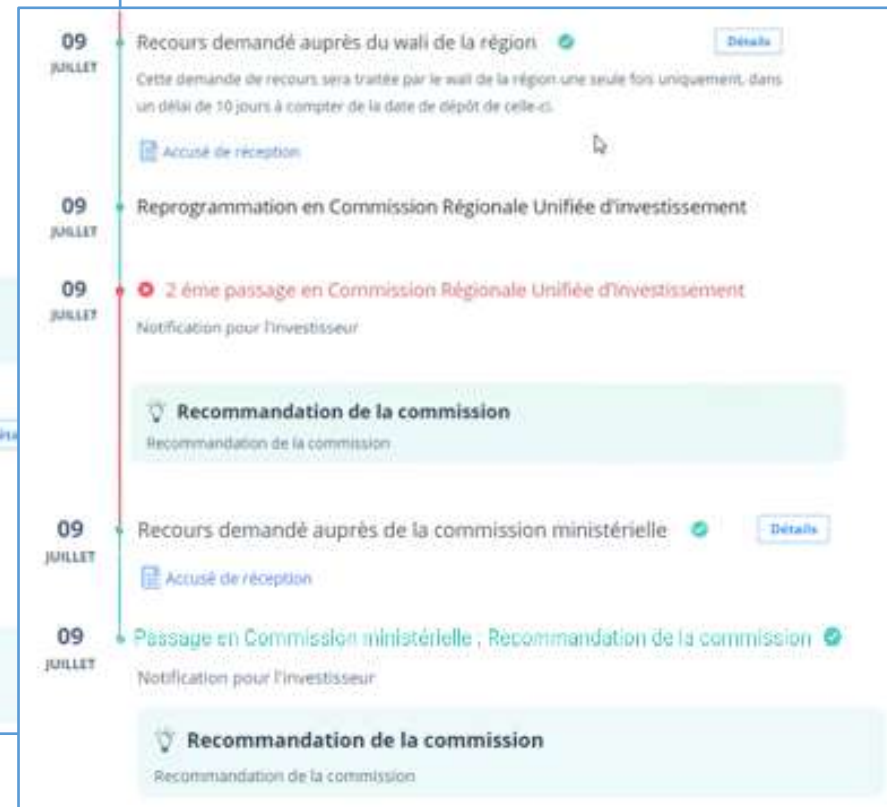 09
JUILLET
Recours demandé auprès du wali de la région
Détails
Cette demande de recours sera traitée par le wali de la région une seule fois uniquement, dans
un délai de 10 jours à compter de la date de dépôt de celle-ci.
Accusé de réception
09
JUILLET
Reprogrammation en Commission Régionale Unifiée d'investissement
09
JUILLET
2 éme passage en Commission Régionale Unifiée d'Investissement
Notification pour l'investisseur
Recommandation de la commission
Recommandation de la commission
09
JUILLET
Recours demandé auprès de la commission ministérielle
Détails
Accusé de réception
09
JUILLET
Passage en Commission ministérielle ; Recommandation de la commission
Notification pour l'investisseur
Recommandation de la commission
Recommandation de la commission